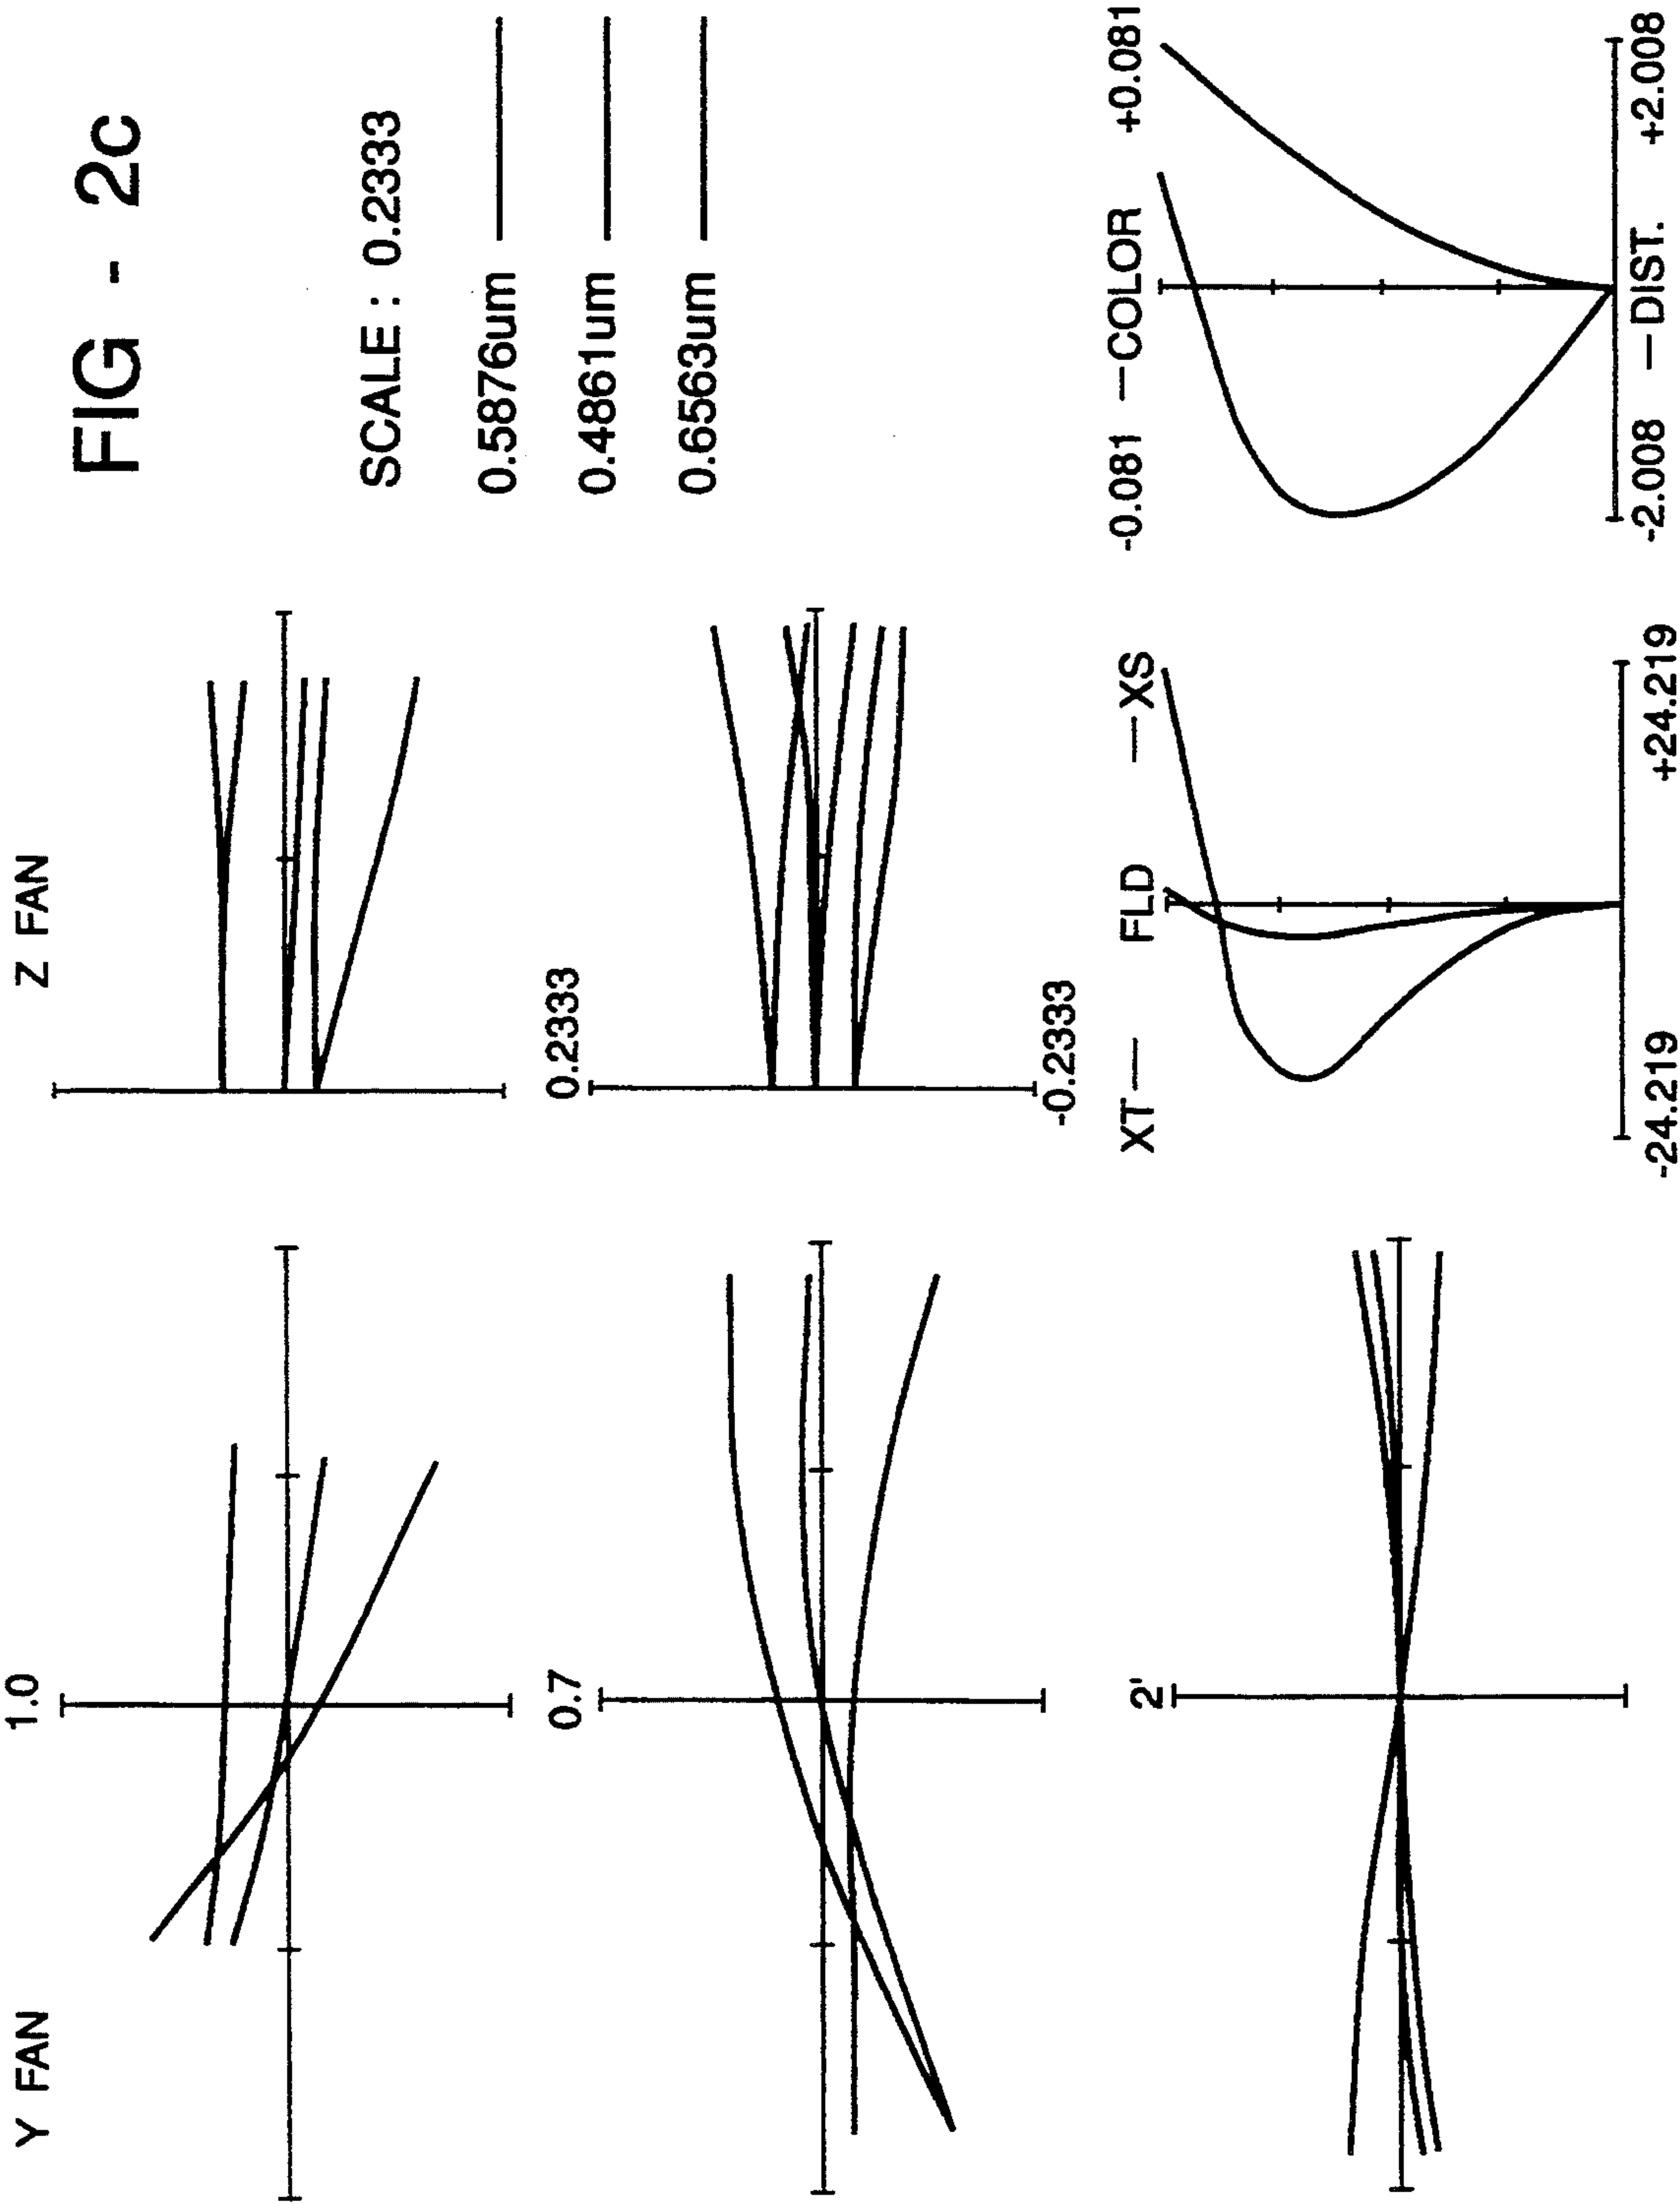 FIG - 2c
Y FAN
1.0
Z FAN
SCALE : 0.2333
0.5876um
0.4861um
0.6563um
0.7
0.2333
-0.2333
2'
XT — FLD — XS
-24.219 +24.219
-0.081 — COLOR +0.081
-2.008 — DIST. +2.008